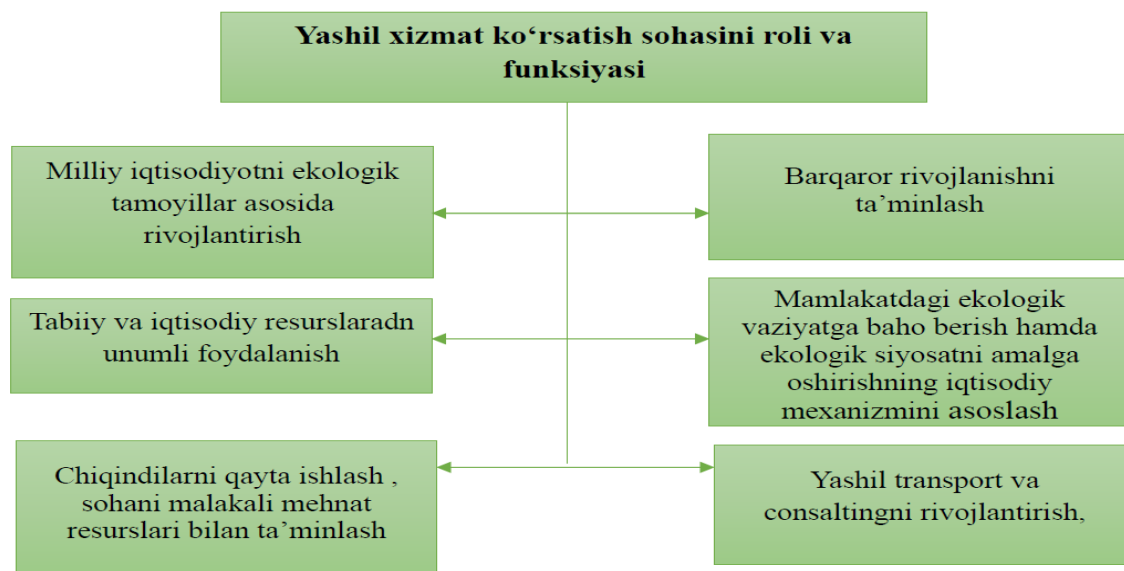 Yashil xizmat ko‘rsatish sohasini roli va
funksiyasi
Milliy iqtisodiyotni ekologik
tamoyillar asosida
rivojlantirish
Barqaror rivojlanishni
ta’minlash
Tabiiy va iqtisodiy resurslaradn
unumli foydalanish
Mamlakatdagi ekologik
vaziyatga baho berish hamda
ekologik siyosatni amalga
oshirishning iqtisodiy
mexanizmini asoslash
Chiqindilarni qayta ishlash ,
sohani malakali mehnat
resurslari bilan ta’minlash
Yashil transport va
consaltingni rivojlantirish,